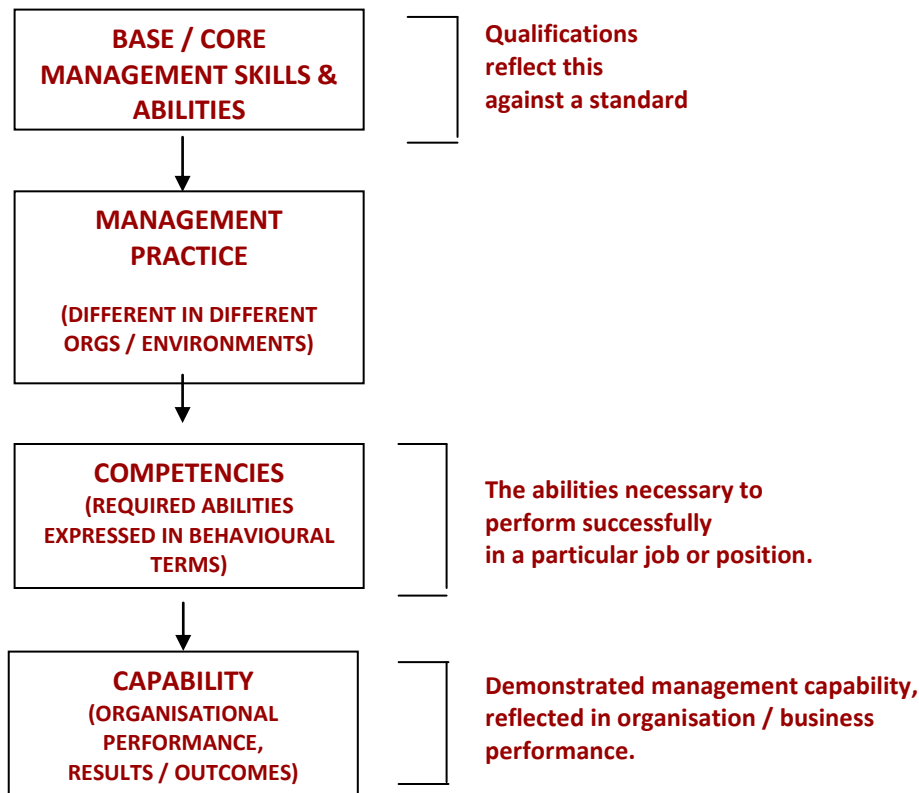 BASE / CORE
MANAGEMENT SKILLS &
ABILITIES
Qualifications
reflect this
against a standard
MANAGEMENT
PRACTICE
(DIFFERENT IN DIFFERENT
ORGS / ENVIRONMENTS)
COMPETENCIES
(REQUIRED ABILITIES
EXPRESSED IN BEHAVIOURAL
TERMS)
The abilities necessary to
perform successfully
in a particular job or position.
CAPABILITY
(ORGANISATIONAL
PERFORMANCE,
RESULTS / OUTCOMES)
Demonstrated management capability,
reflected in organisation / business
performance.